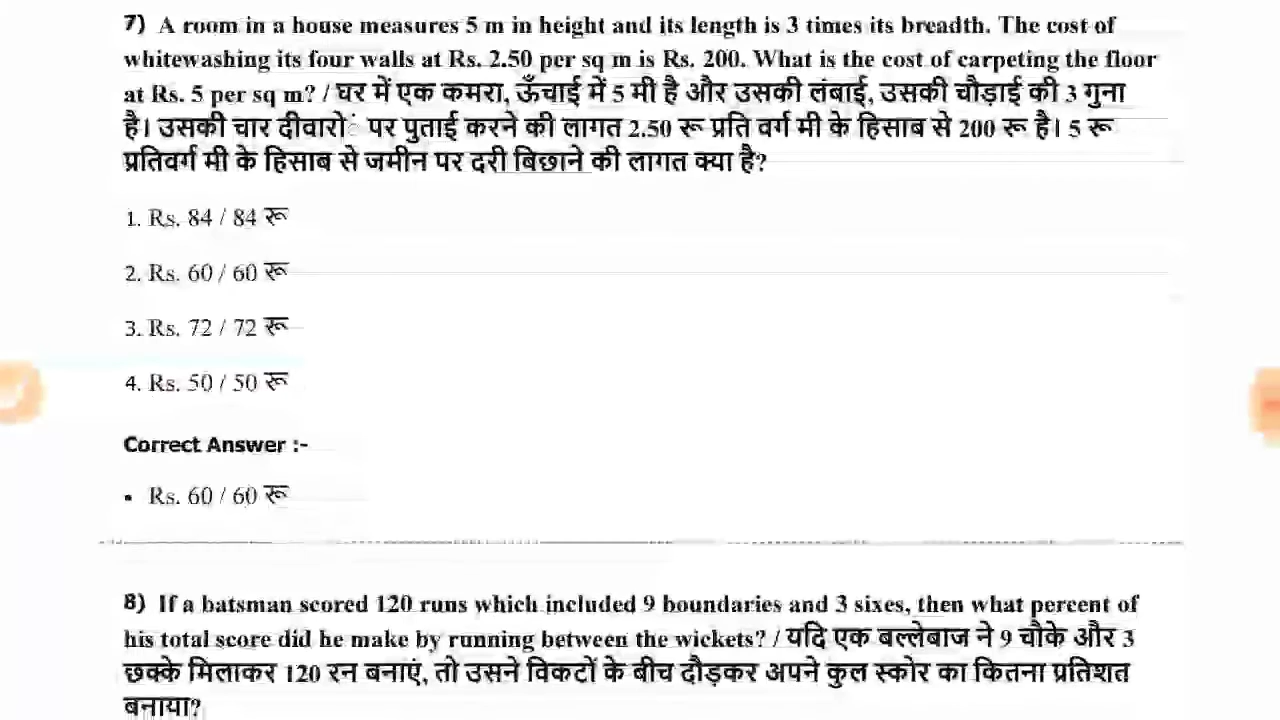 7) A room in a house measures 5 m in height and its length is 3 times its breadth. The cost of
whitewashing its four walls at Rs. 2.50 per sq m is Rs. 200. What is the cost of carpeting the floor
at Rs. 5 per sq m? / घर में एक कमरा, ऊँचाई में 5 मी है और उसकी लंबाई, उसकी चौड़ाई की 3 गुना
है। उसकी चार दीवारों पर पुताई करने की लागत 2.50 रू प्रति वर्ग मी के हिसाब से 200 रू है। 5 रू
प्रतिवर्ग मी के हिसाब से जमीन पर दरी बिछाने की लागत क्या है?
1. Rs. 84 / 84 रू
2. Rs. 60 / 60 रू
3. Rs. 72 / 72 रू
4. Rs. 50 / 50 रू
Correct Answer :-
• Rs. 60 / 60 रू
8) If a batsman scored 120 runs which included 9 boundaries and 3 sixes, then what percent of
his total score did he make by running between the wickets? / यदि एक बल्लेबाज ने 9 चौके और 3
छक्के मिलाकर 120 रन बनाएं, तो उसने विकटों के बीच दौड़कर अपने कुल स्कोर का कितना प्रतिशत
बनाया?